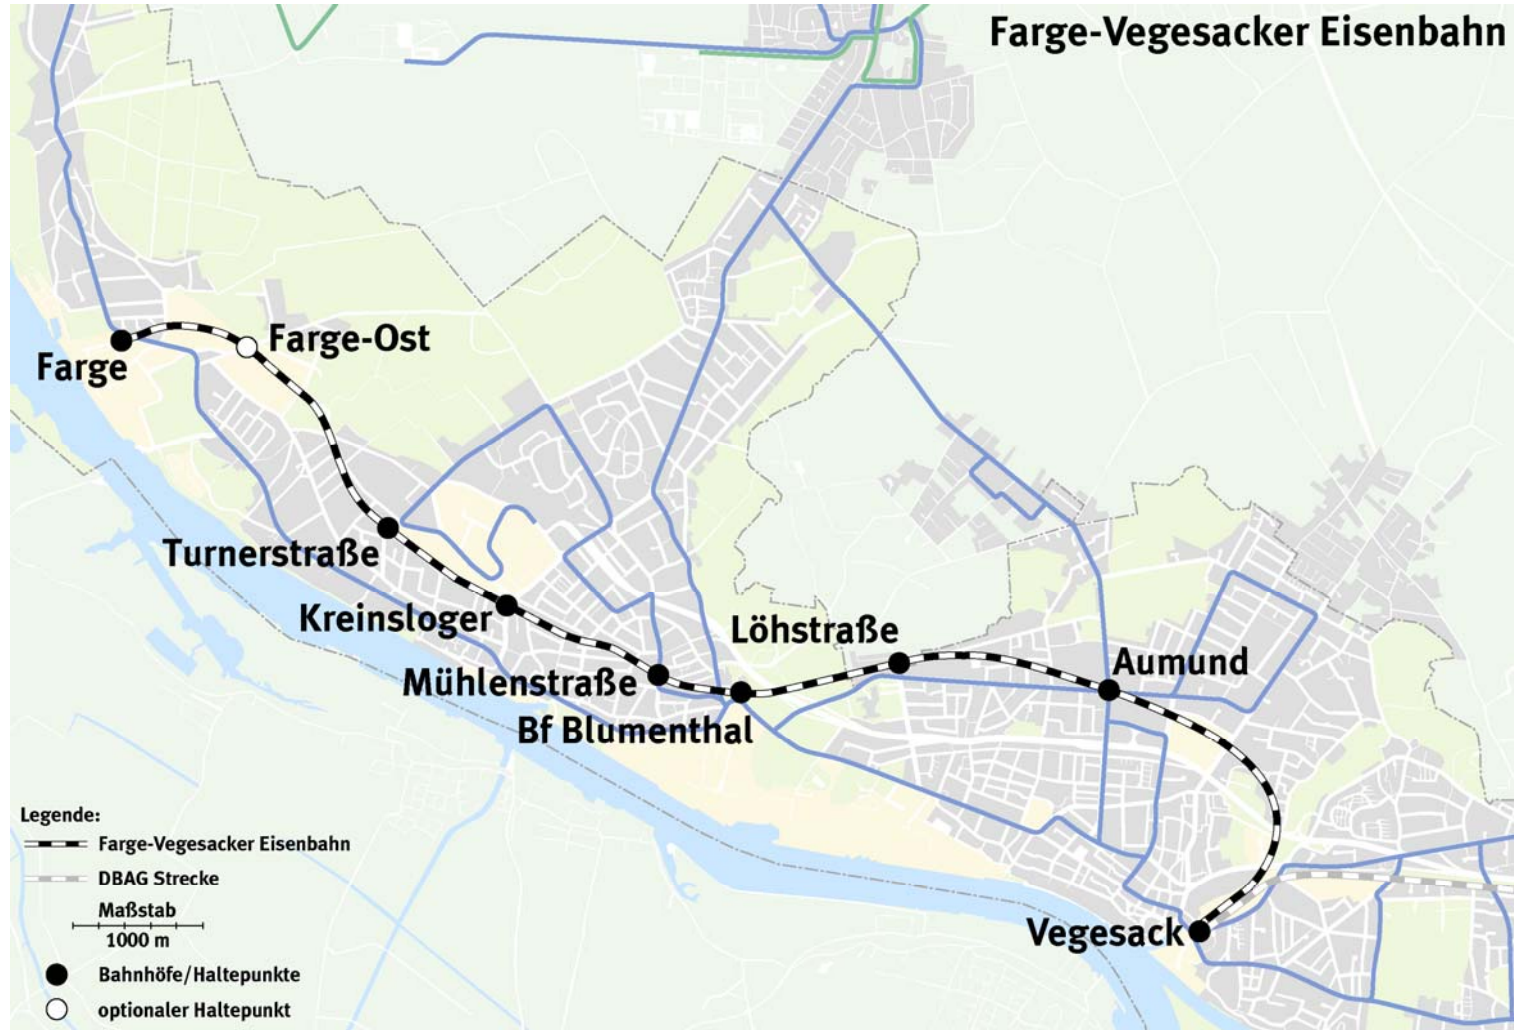 Farge-Vegesacker Eisenbahn
Farge-Ost
Farge
Turnerstraße
Kreinsloger
Löhstraße
Aumund
Mühlenstraße
Bf Blumenthal
Vegesack
Legende:
Farge-Vegesacker Eisenbahn
DBAG Strecke
Maßstab
1000 m
Bahnhöfe/Haltepunkte
optionaler Haltepunkt